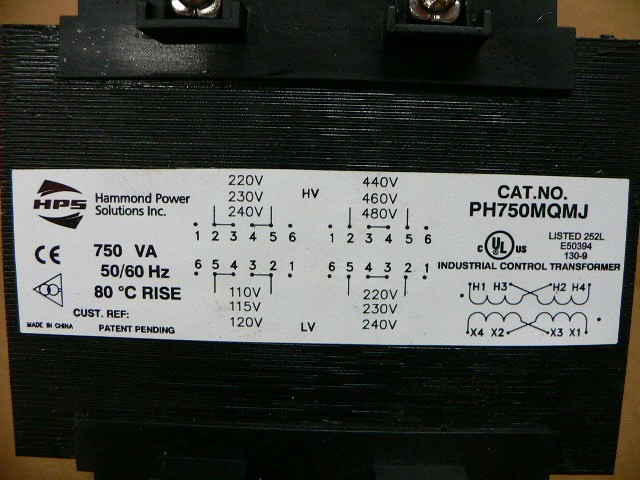 HPS
Hammond Power
Solutions Inc.
CE
750 VA
50/60 Hz
80 °C RISE
CUST. REF:
MADE IN CHINA
PATENT PENDING
220V
230V
240V
HV
440V
460V
480V
1 2 3 4 5 6
1 2 3 4 5 6
6 5 4 3 2 1
6 5 4 3 2 1
110V
115V
120V
LV
220V
230V
240V
CAT.NO.
PH750MQMJ
c UL us
LISTED 252L
E50394
130-9
INDUSTRIAL CONTROL TRANSFORMER
H1 H3 H2 H4
X4 X2 X3 X1